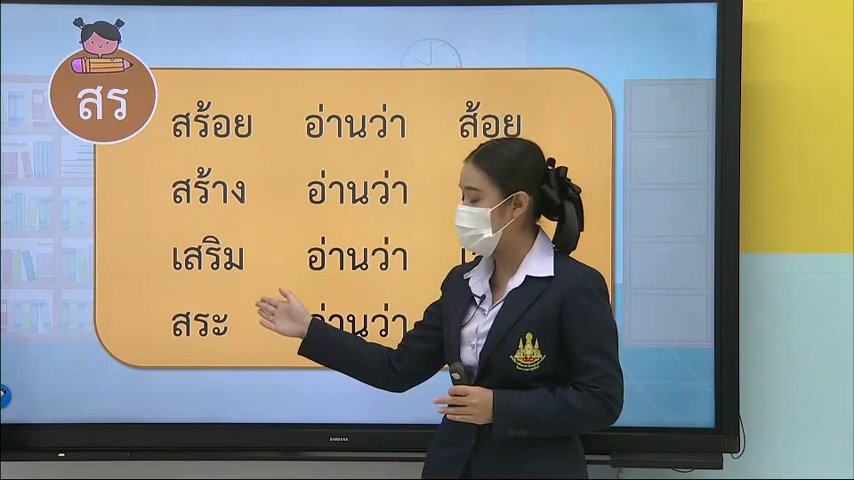 สร
สร้อย อ่านว่า ส้อย
สร้าง อ่านว่า
เสริม อ่านว่า
สระ อ่านว่า
SAMSUNG